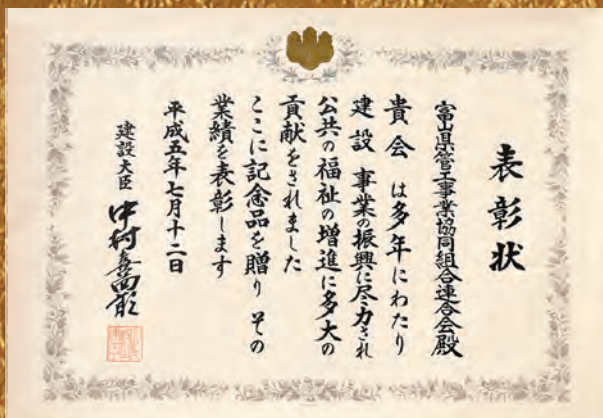 表彰状
富山県管工事業協同組合連合会殿
貴会は多年にわたり
建設事業の振興に尽力され
公共の福祉の増進に多大の
貢献をされました
ここに記念品を贈り その
業績を表彰します
平成五年七月十二日
建設大臣 中村喜四郎